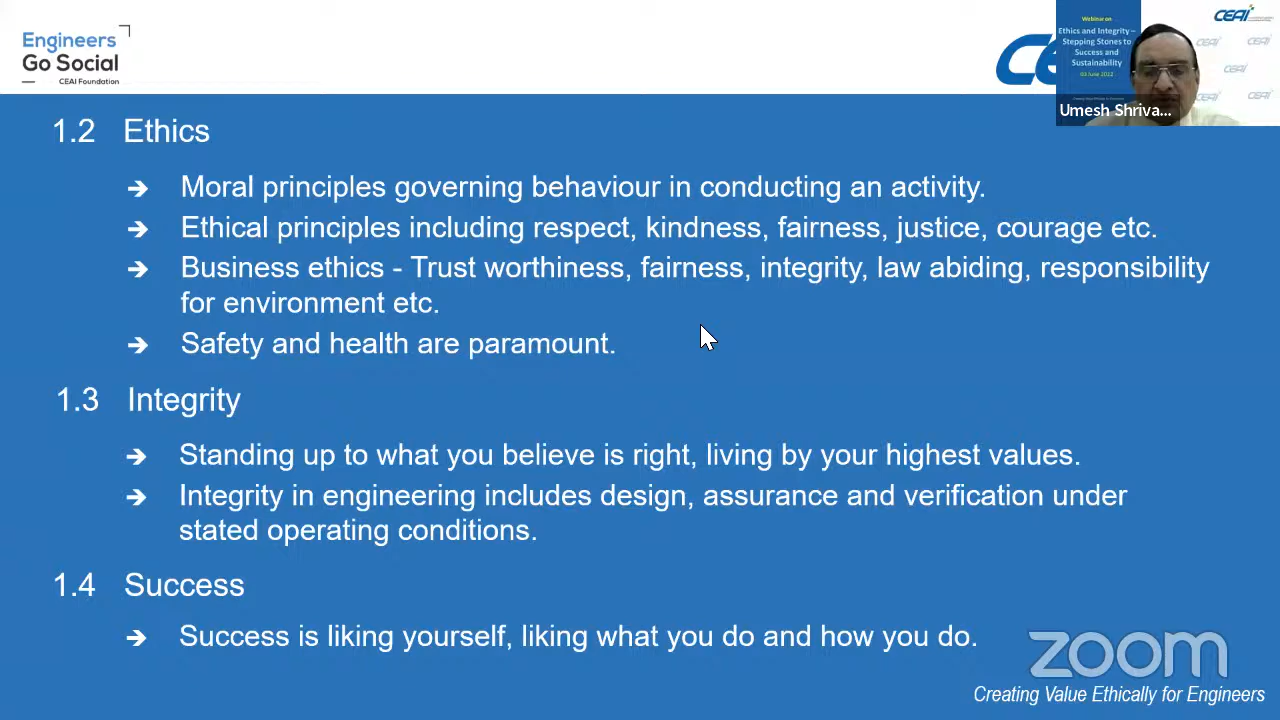 Engineers
Go Social
CEAI Foundation
Webinar on
Ethics and Integrity –
Stepping Stones to
Success and
Sustainability
03 June 2022
Umesh Shriva...
CEAI
1.2 Ethics
➔ Moral principles governing behaviour in conducting an activity.
➔ Ethical principles including respect, kindness, fairness, justice, courage etc.
➔ Business ethics - Trust worthiness, fairness, integrity, law abiding, responsibility
for environment etc.
➔ Safety and health are paramount.
1.3 Integrity
➔ Standing up to what you believe is right, living by your highest values.
➔ Integrity in engineering includes design, assurance and verification under
stated operating conditions.
1.4 Success
➔ Success is liking yourself, liking what you do and how you do.
zoom
Creating Value Ethically for Engineers